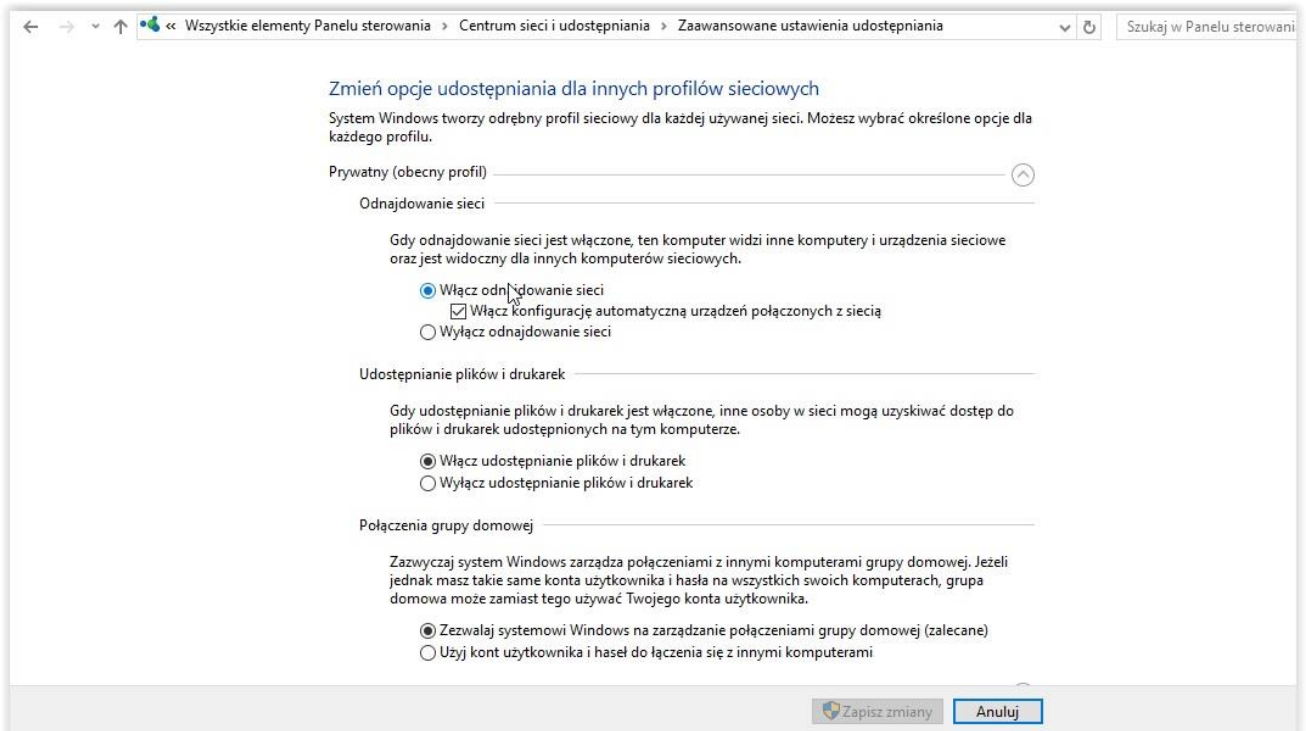 « Wszystkie elementy Panelu sterowania › Centrum sieci i udostępniania › Zaawansowane ustawienia udostępniania
Szukaj w Panelu sterowani
Zmień opcje udostępniania dla innych profilów sieciowych
System Windows tworzy odrębny profil sieciowy dla każdej używanej sieci. Możesz wybrać określone opcje dla
każdego profilu.
Prywatny (obecny profil)
Odnajdowanie sieci
Gdy odnajdowanie sieci jest włączone, ten komputer widzi inne komputery i urządzenia sieciowe
oraz jest widoczny dla innych komputerów sieciowych.
Włącz odnajdowanie sieci
Włącz konfigurację automatyczną urządzeń połączonych z siecią
Wyłącz odnajdowanie sieci
Udostępnianie plików i drukarek
Gdy udostępnianie plików i drukarek jest włączone, inne osoby w sieci mogą uzyskiwać dostęp do
plików i drukarek udostępnionych na tym komputerze.
Włącz udostępnianie plików i drukarek
Wyłącz udostępnianie plików i drukarek
Połączenia grupy domowej
Zazwyczaj system Windows zarządza połączeniami z innymi komputerami grupy domowej. Jeżeli
jednak masz takie same konta użytkownika i hasła na wszystkich swoich komputerach, grupa
domowa może zamiast tego używać Twojego konta użytkownika.
Zezwalaj systemowi Windows na zarządzanie połączeniami grupy domowej (zalecane)
Użyj kont użytkownika i haseł do łączenia się z innymi komputerami
Zapisz zmiany
Anuluj